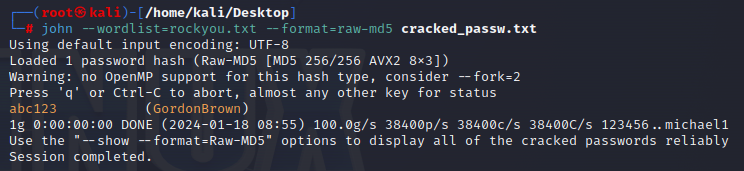 ┌──(root㉿kali)-[/home/kali/Desktop]
└─# john --wordlist=rockyou.txt --format=raw-md5 cracked_passw.txt
Using default input encoding: UTF-8
Loaded 1 password hash (Raw-MD5 [MD5 256/256 AVX2 8×3])
Warning: no OpenMP support for this hash type, consider --fork=2
Press 'q' or Ctrl-C to abort, almost any other key for status
abc123           (GordonBrown)
1g 0:00:00:00 DONE (2024-01-18 08:55) 100.0g/s 38400p/s 38400c/s 38400C/s 123456..michael1
Use the "--show --format=Raw-MD5" options to display all of the cracked passwords reliably
Session completed.